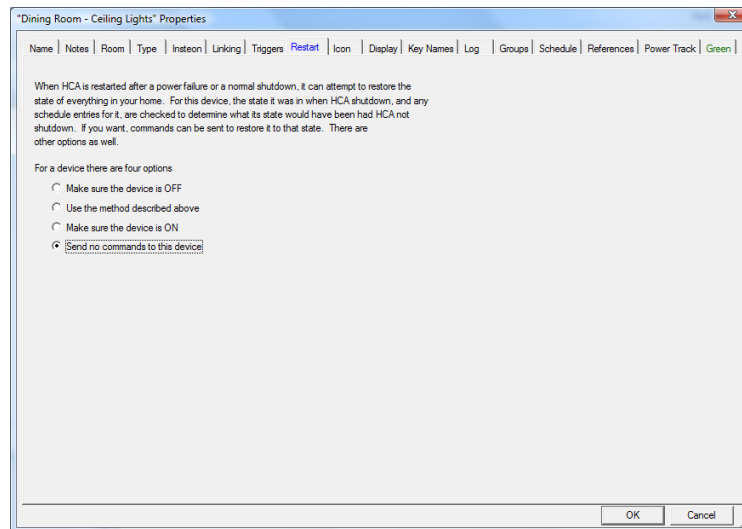 "Dining Room - Ceiling Lights" Properties
Name | Notes | Room | Type | Insteon | Linking | Triggers | Restart | Icon | Display | Key Names | Log | Groups | Schedule | References | Power Track | Green
When HCA is restarted after a power failure or a normal shutdown, it can attempt to restore the
state of everything in your home. For this device, the state it was in when HCA shutdown, and any
schedule entries for it, are checked to determine what its state would have been had HCA not
shutdown. If you want, commands can be sent to restore it to that state. There are
other options as well.
For a device there are four options
Make sure the device is OFF
Use the method described above
Make sure the device is ON
Send no commands to this device
OK Cancel